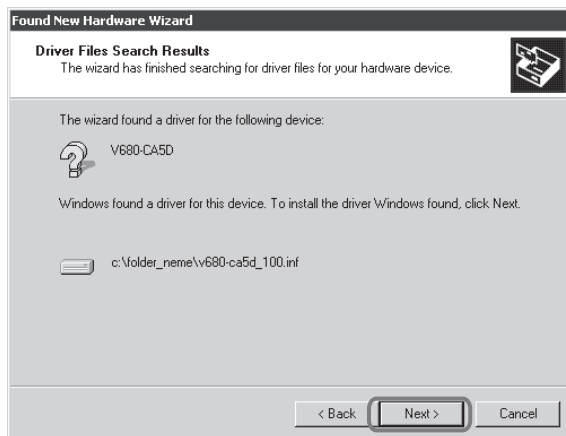 Found New Hardware Wizard
Driver Files Search Results
The wizard has finished searching for driver files for your hardware device.
The wizard found a driver for the following device:
V680-CA5D
Windows found a driver for this device. To install the driver Windows found, click Next.
c:\folder_neme\v680-ca5d_100.inf
< Back Next > Cancel